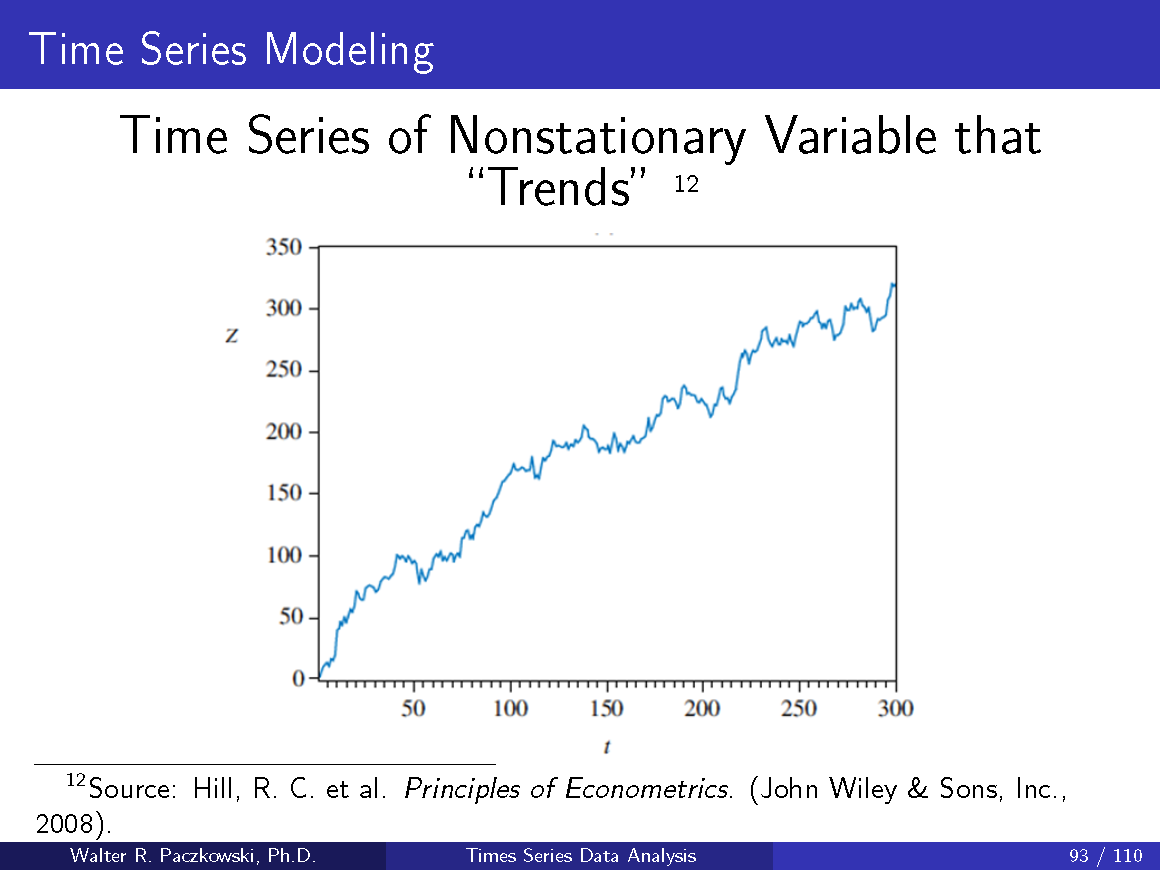 Time Series Modeling
Time Series of Nonstationary Variable that
“Trends” 12
350
300
z
250
200
150
100
50
0
50 100 150 200 250 300
t
12Source: Hill, R. C. et al. Principles of Econometrics. (John Wiley & Sons, Inc.,
2008).
Walter R. Paczkowski, Ph.D. Times Series Data Analysis 93 / 110